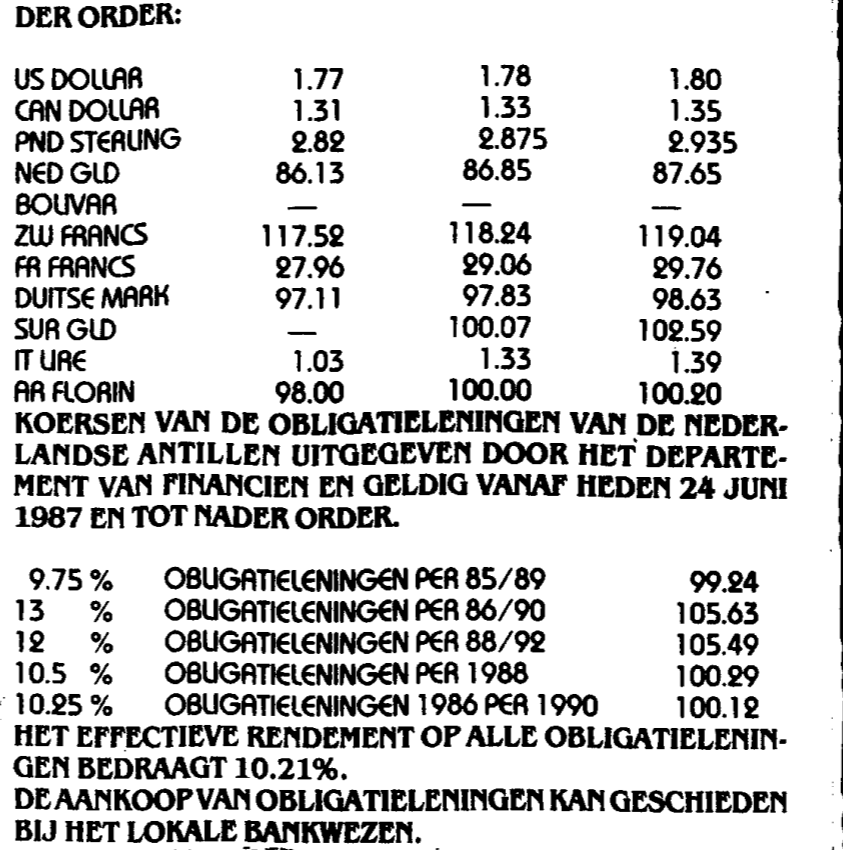 DER ORDER:
US DOLLAR 1.77 1.78 1.80
CAN DOLLAR 1.31 1.33 1.35
PND STERLING 2.82 2.875 2.935
NED GLD 86.13 86.85 87.65
BOLIVAR — — —
ZW FRANCS 117.52 118.24 119.04
FR FRANCS 27.96 29.06 29.76
DUITSE MARK 97.11 97.83 98.63
SUR GLD — 100.07 102.59
IT LIRE 1.03 1.33 1.39
AR FLORIN 98.00 100.00 100.20
KOERSEN VAN DE OBLIGATIELENINGEN VAN DE NEDER-
LANDSE ANTILLEN UITGEGEVEN DOOR HET DEPARTE-
MENT VAN FINANCIEN EN GELDIG VANAF HEDEN 24 JUNI
1987 EN TOT NADER ORDER.
9.75 % OBLIGATIELENINGEN PER 85/89 99.24
13 % OBLIGATIELENINGEN PER 86/90 105.63
12 % OBLIGATIELENINGEN PER 88/92 105.49
10.5 % OBLIGATIELENINGEN PER 1988 100.29
10.25 % OBLIGATIELENINGEN 1986 PER 1990 100.12
HET EFFECTIEVE RENDEMENT OP ALLE OBLIGATIELENIN-
GEN BEDRAAGT 10.21%.
DE AANKOOP VAN OBLIGATIELENINGEN KAN GESCHIEDEN
BIJ HET LOKALE BANKWEZEN.